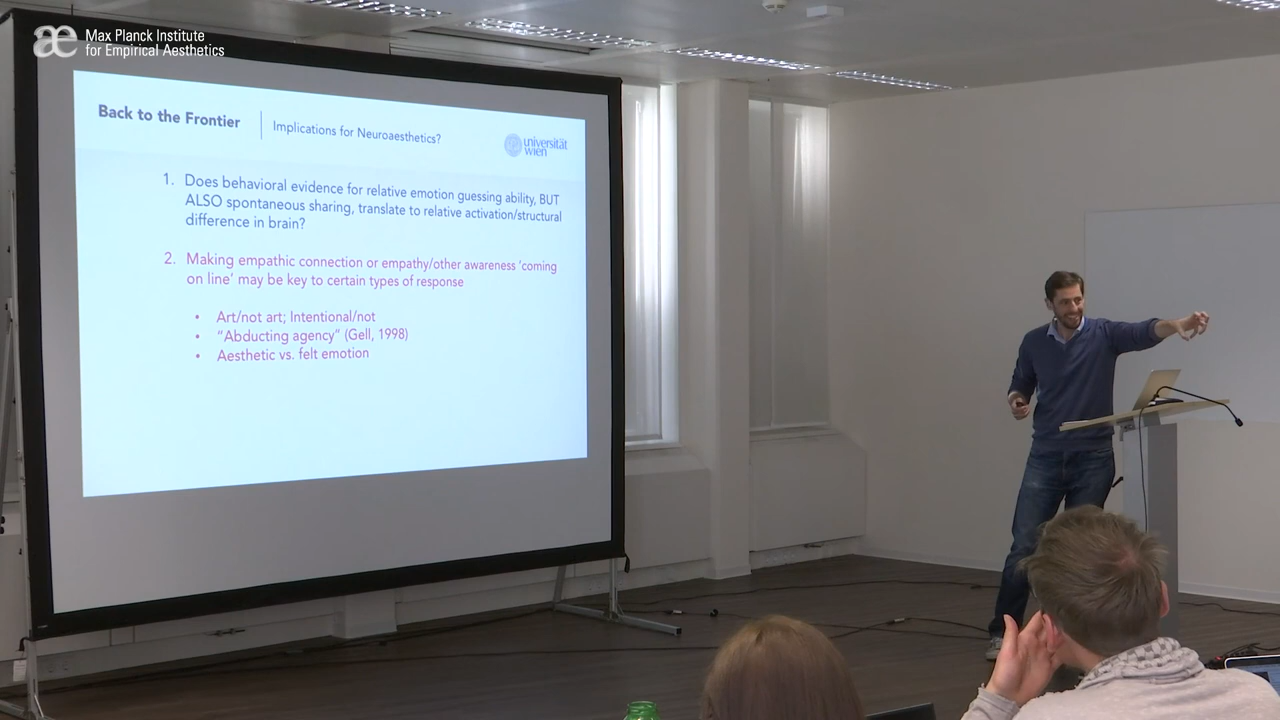 æ Max Planck Institute
for Empirical Aesthetics
Back to the Frontier
Implications for Neuroaesthetics?
universität
wien
1. Does behavioral evidence for relative emotion guessing ability, BUT
ALSO spontaneous sharing, translate to relative activation/structural
difference in brain?
2. Making empathic connection or empathy/other awareness ‘coming
on line’ may be key to certain types of response
• Art/not art; Intentional/not
• “Abducting agency” (Gell, 1998)
• Aesthetic vs. felt emotion